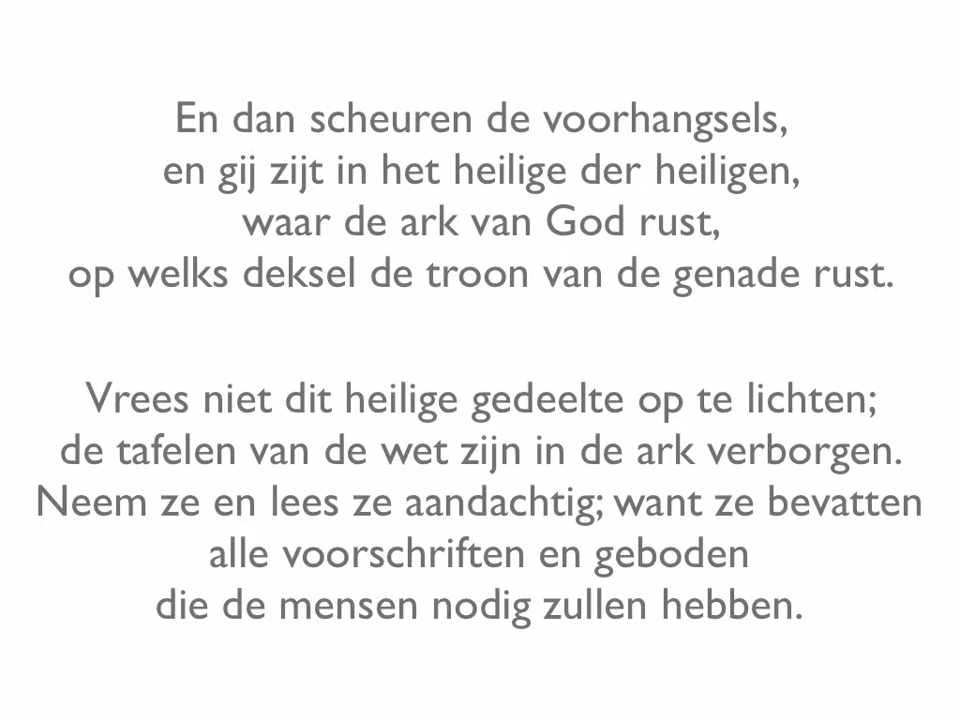 En dan scheuren de voorhangsels,
en gij zijt in het heilige der heiligen,
waar de ark van God rust,
op welks deksel de troon van de genade rust.
Vrees niet dit heilige gedeelte op te lichten;
de tafelen van de wet zijn in de ark verborgen.
Neem ze en lees ze aandachtig; want ze bevatten
alle voorschriften en geboden
die de mensen nodig zullen hebben.